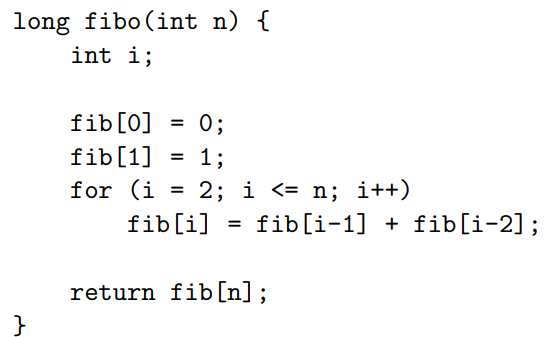 long fibo(int n) {
    int i;

    fib[0] = 0;
    fib[1] = 1;
    for (i = 2; i <= n; i++)
        fib[i] = fib[i-1] + fib[i-2];

    return fib[n];
}